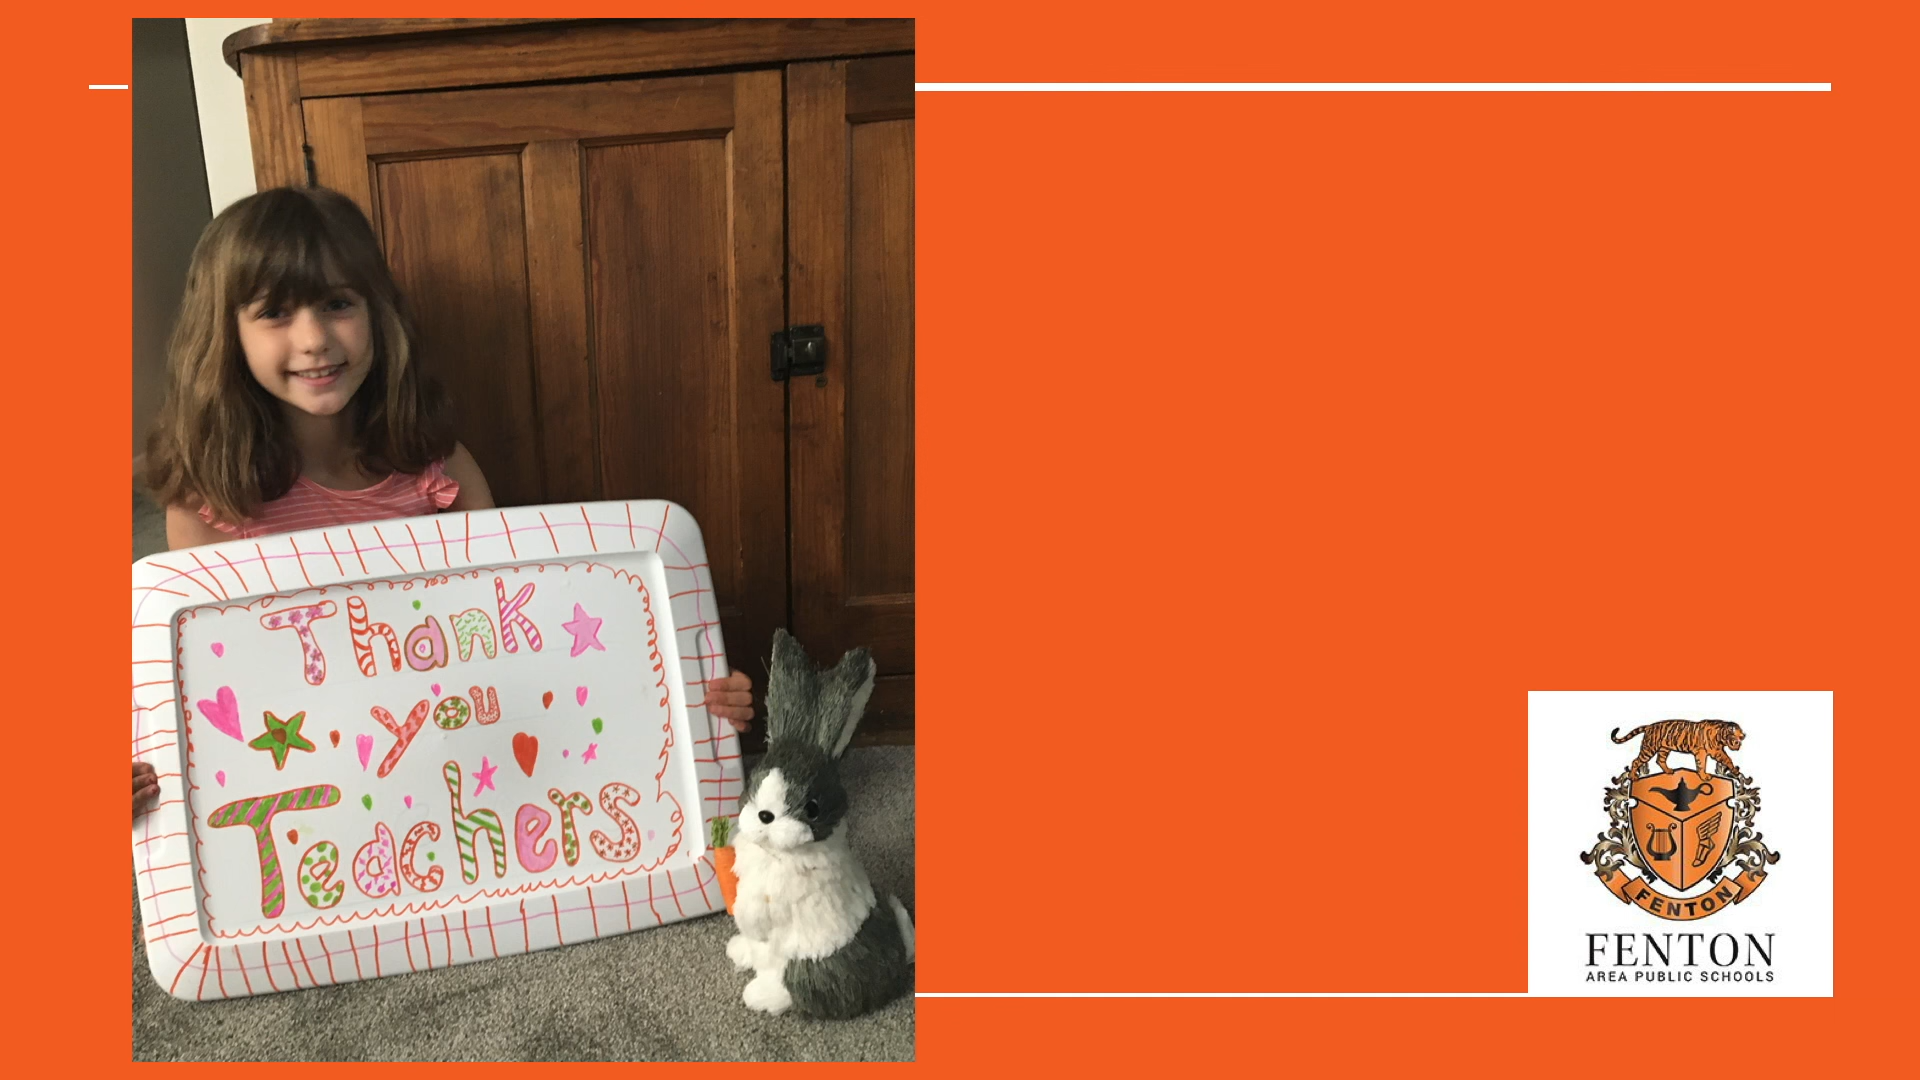 Thank
you
Teachers
FENTON
FENTON
AREA PUBLIC SCHOOLS